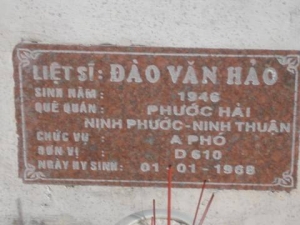 LIỆT SĨ: ĐÀO VĂN HẢO
SINH NĂM : 1946
QUÊ QUÁN : PHƯỚC HẢI
NINH PHƯỚC-NINH THUẬN
CHỨC VỤ : A PHÓ
ĐƠN VỊ : D 610
NGÀY HY SINH: 01-01-1968